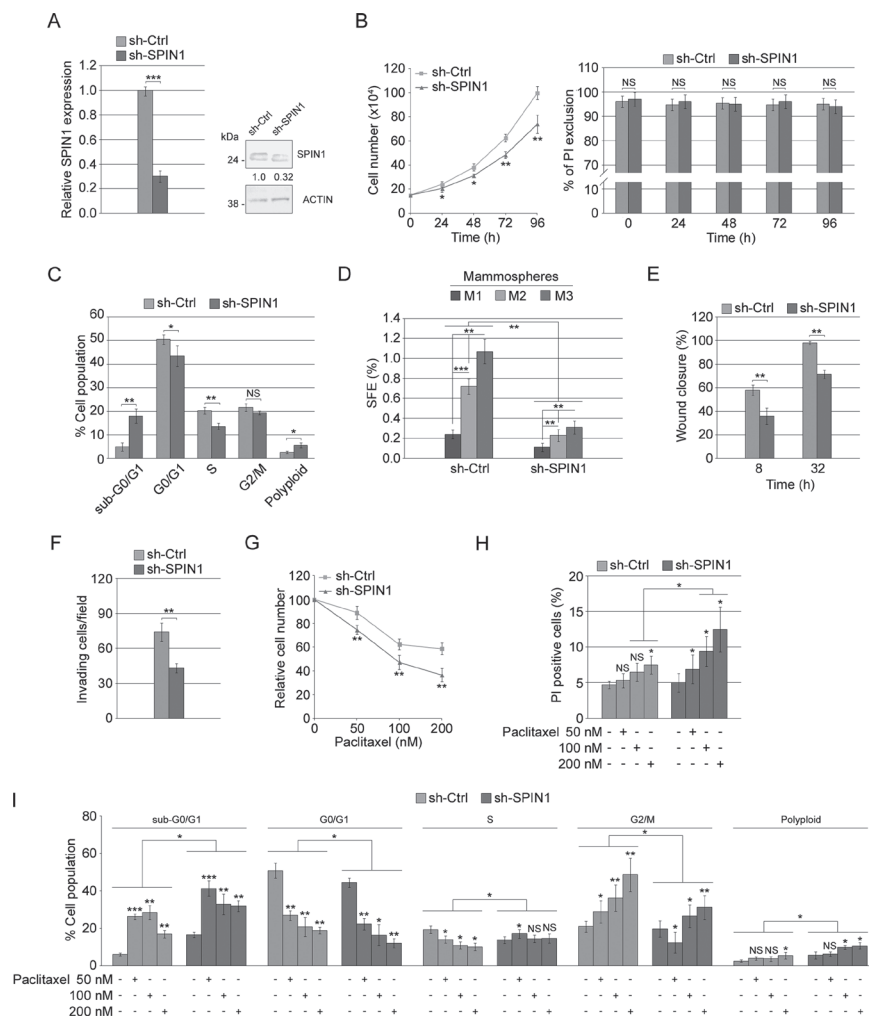 A
sh-Ctrl
sh-SPIN1
Relative SPIN1 expression
1.2
1.0
0.8
0.6
0.4
0.2
0.0
***
kDa
sh-Ctrl
sh-SPIN1
24
SPIN1
1.0 0.32
38
ACTIN
B
sh-Ctrl
sh-SPIN1
Cell number (x10⁴)
120
100
80
60
40
20
0
* * ** **
0 24 48 72 96
Time (h)
sh-Ctrl sh-SPIN1
% of PI exclusion
110
100
90
80
70
10
0
NS NS NS NS NS
0 24 48 72 96
Time (h)
C
sh-Ctrl sh-SPIN1
% Cell population
60
50
40
30
20
10
0
** * ** NS *
sub-G0/G1 G0/G1 S G2/M Polyploid
D
Mammospheres
M1 M2 M3
SFE (%)
1.4
1.2
1.0
0.8
0.6
0.4
0.2
0.0
**
**
***
**
**
sh-Ctrl sh-SPIN1
E
sh-Ctrl sh-SPIN1
Wound closure (%)
120
100
80
60
40
20
0
** **
8 32
Time (h)
F
sh-Ctrl
sh-SPIN1
Invading cells/field
120
90
60
30
0
**
G
sh-Ctrl
sh-SPIN1
Relative cell number
120
100
80
60
40
20
0
** ** **
0 50 100 200
Paclitaxel (nM)
H
sh-Ctrl sh-SPIN1
PI positive cells (%)
20
15
10
5
0
*
NS NS * * * *
Paclitaxel 50 nM - + - - - + - -
100 nM - - + - - - + -
200 nM - - - + - - - +
I
sh-Ctrl sh-SPIN1
sub-G0/G1 G0/G1 S G2/M Polyploid
% Cell population
80
60
40
20
0
* * * * *
*** ** ** *** ** **
** ** ** ** * **
* ** ** * NS NS
* ** ** * ** **
NS NS * NS * *
Paclitaxel 50 nM - + - - - + - - - + - - - + - - - + - - - + - - - + - - - + - - - + - - - + - -
100 nM - - + - - - + - - - + - - - + - - - + - - - + - - - + - - - + - - - + - - - + -
200 nM - - - + - - - + - - - + - - - + - - - + - - - + - - - + - - - + - - - + - - - +